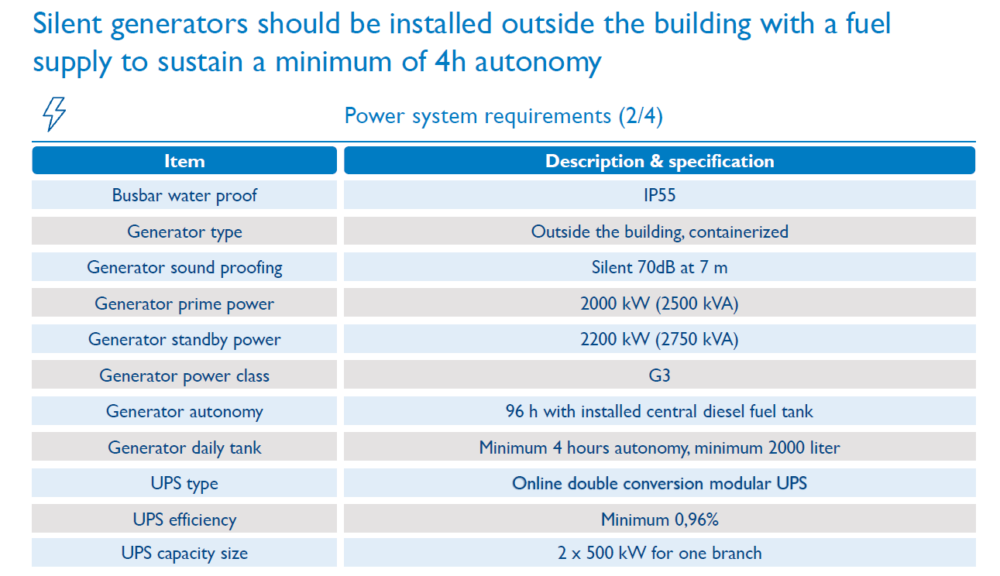 Silent generators should be installed outside the building with a fuel
supply to sustain a minimum of 4h autonomy
Power system requirements (2/4)
Item Description & specification
Busbar water proof IP55
Generator type Outside the building, containerized
Generator sound proofing Silent 70dB at 7 m
Generator prime power 2000 kW (2500 kVA)
Generator standby power 2200 kW (2750 kVA)
Generator power class G3
Generator autonomy 96 h with installed central diesel fuel tank
Generator daily tank Minimum 4 hours autonomy, minimum 2000 liter
UPS type Online double conversion modular UPS
UPS efficiency Minimum 0,96%
UPS capacity size 2 x 500 kW for one branch